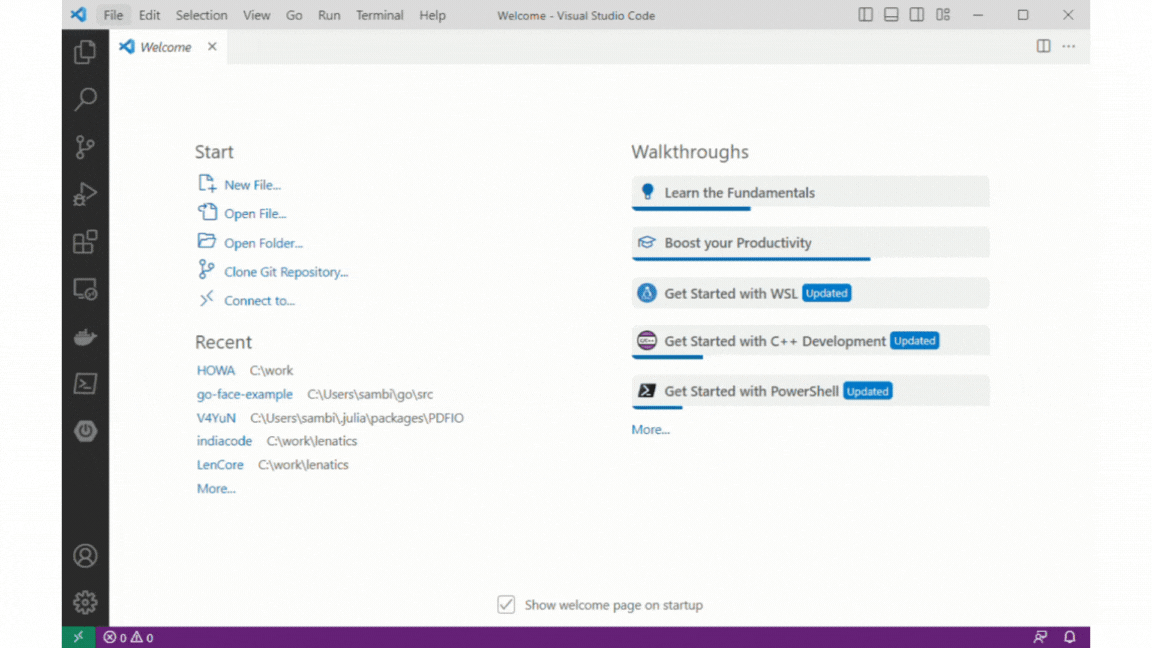 File Edit Selection View Go Run Terminal Help Welcome - Visual Studio Code
Welcome
Start
New File...
Open File...
Open Folder...
Clone Git Repository...
Connect to...
Recent
HOWA C:\work
go-face-example C:\Users\sambi\go\src
V4YuN C:\Users\sambi\.julia\packages\PDFIO
indiacode C:\work\lenatics
LenCore C:\work\lenatics
More...
Walkthroughs
Learn the Fundamentals
Boost your Productivity
Get Started with WSL Updated
Get Started with C++ Development Updated
Get Started with PowerShell Updated
More...
Show welcome page on startup
0 0